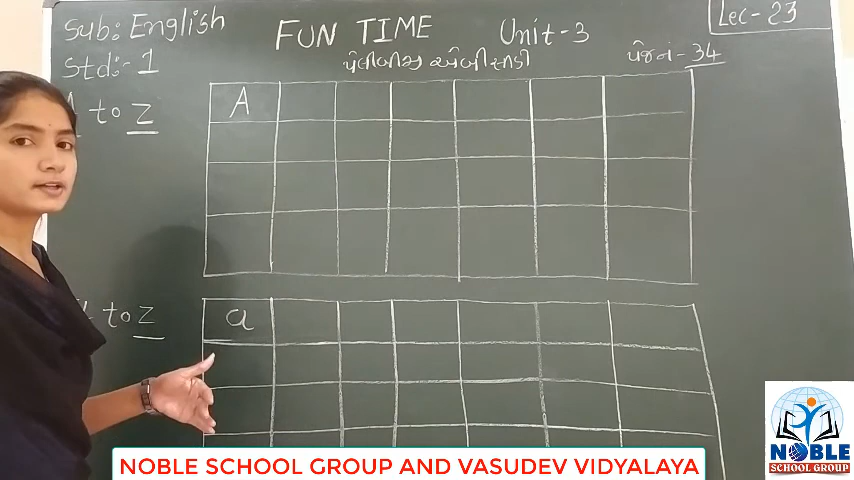 Sub: English
FUN TIME
Unit-3
Lec-23
Std:- 1
પેજનં- 34
A to z
A
to z
a
NOBLE SCHOOL GROUP AND VASUDEV VIDYALAYA
NOBLE
SCHOOL GROUP